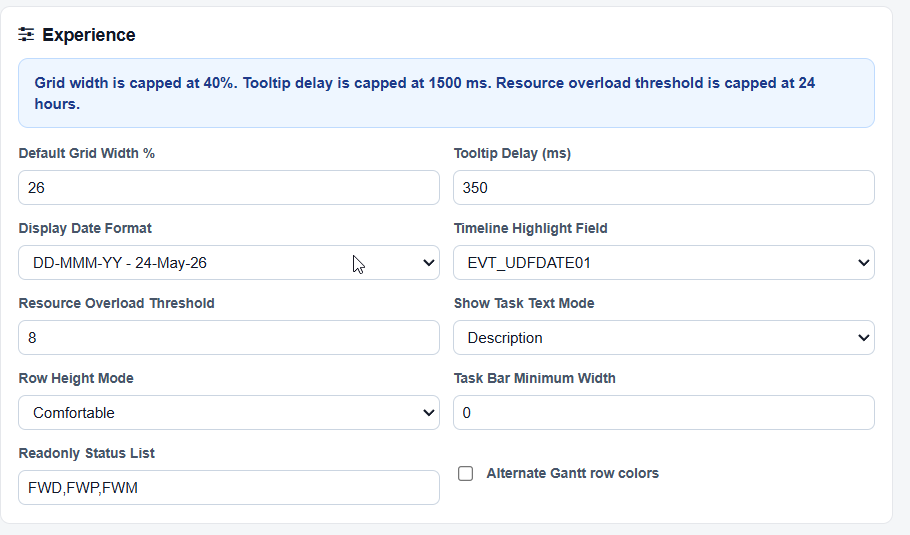 Experience
Grid width is capped at 40%. Tooltip delay is capped at 1500 ms. Resource overload threshold is capped at 24
hours.
Default Grid Width %
Tooltip Delay (ms)
26
350
Display Date Format
Timeline Highlight Field
DD-MMM-YY - 24-May-26
EVT_UDFDATE01
Resource Overload Threshold
Show Task Text Mode
8
Description
Row Height Mode
Task Bar Minimum Width
Comfortable
0
Readonly Status List
Alternate Gantt row colors
FWD,FWP,FWM